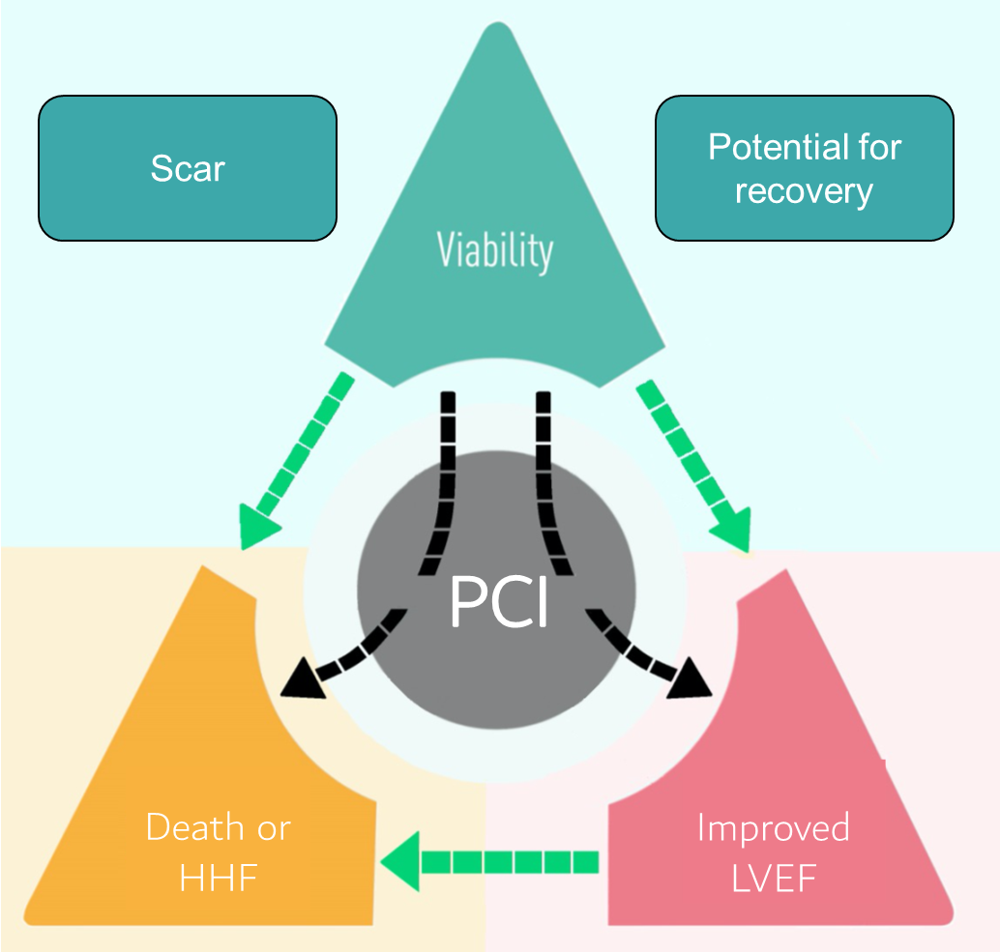 Scar
Potential for
recovery
Viability
PCI
Death or
HHF
Improved
LVEF